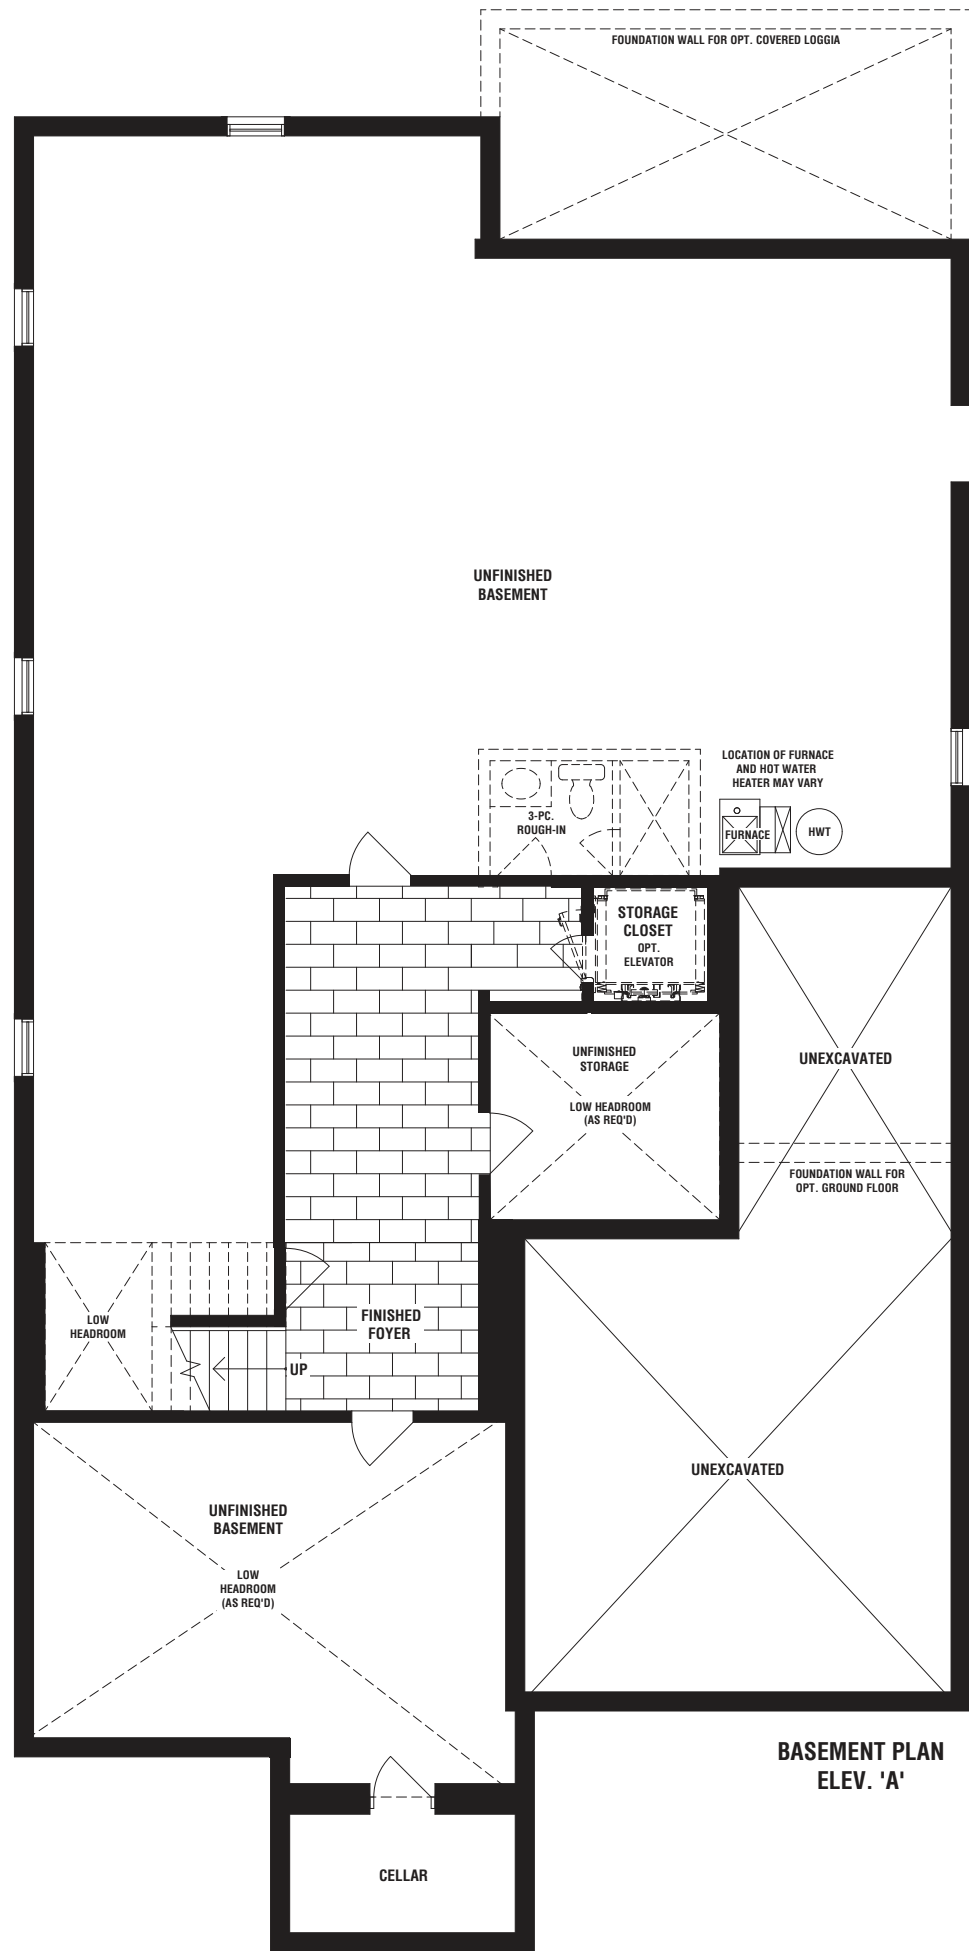 FOUNDATION WALL FOR OPT. COVERED LOGGIA
UNFINISHED
BASEMENT
LOCATION OF FURNACE
AND HOT WATER
HEATER MAY VARY
3-PC.
ROUGH-IN
FURNACE
HWT
STORAGE
CLOSET
OPT.
ELEVATOR
UNFINISHED
STORAGE
LOW HEADROOM
(AS REQ'D)
UNEXCAVATED
FOUNDATION WALL FOR
OPT. GROUND FLOOR
LOW
HEADROOM
FINISHED
FOYER
UP
UNEXCAVATED
UNFINISHED
BASEMENT
LOW
HEADROOM
(AS REQ'D)
BASEMENT PLAN
ELEV. 'A'
CELLAR